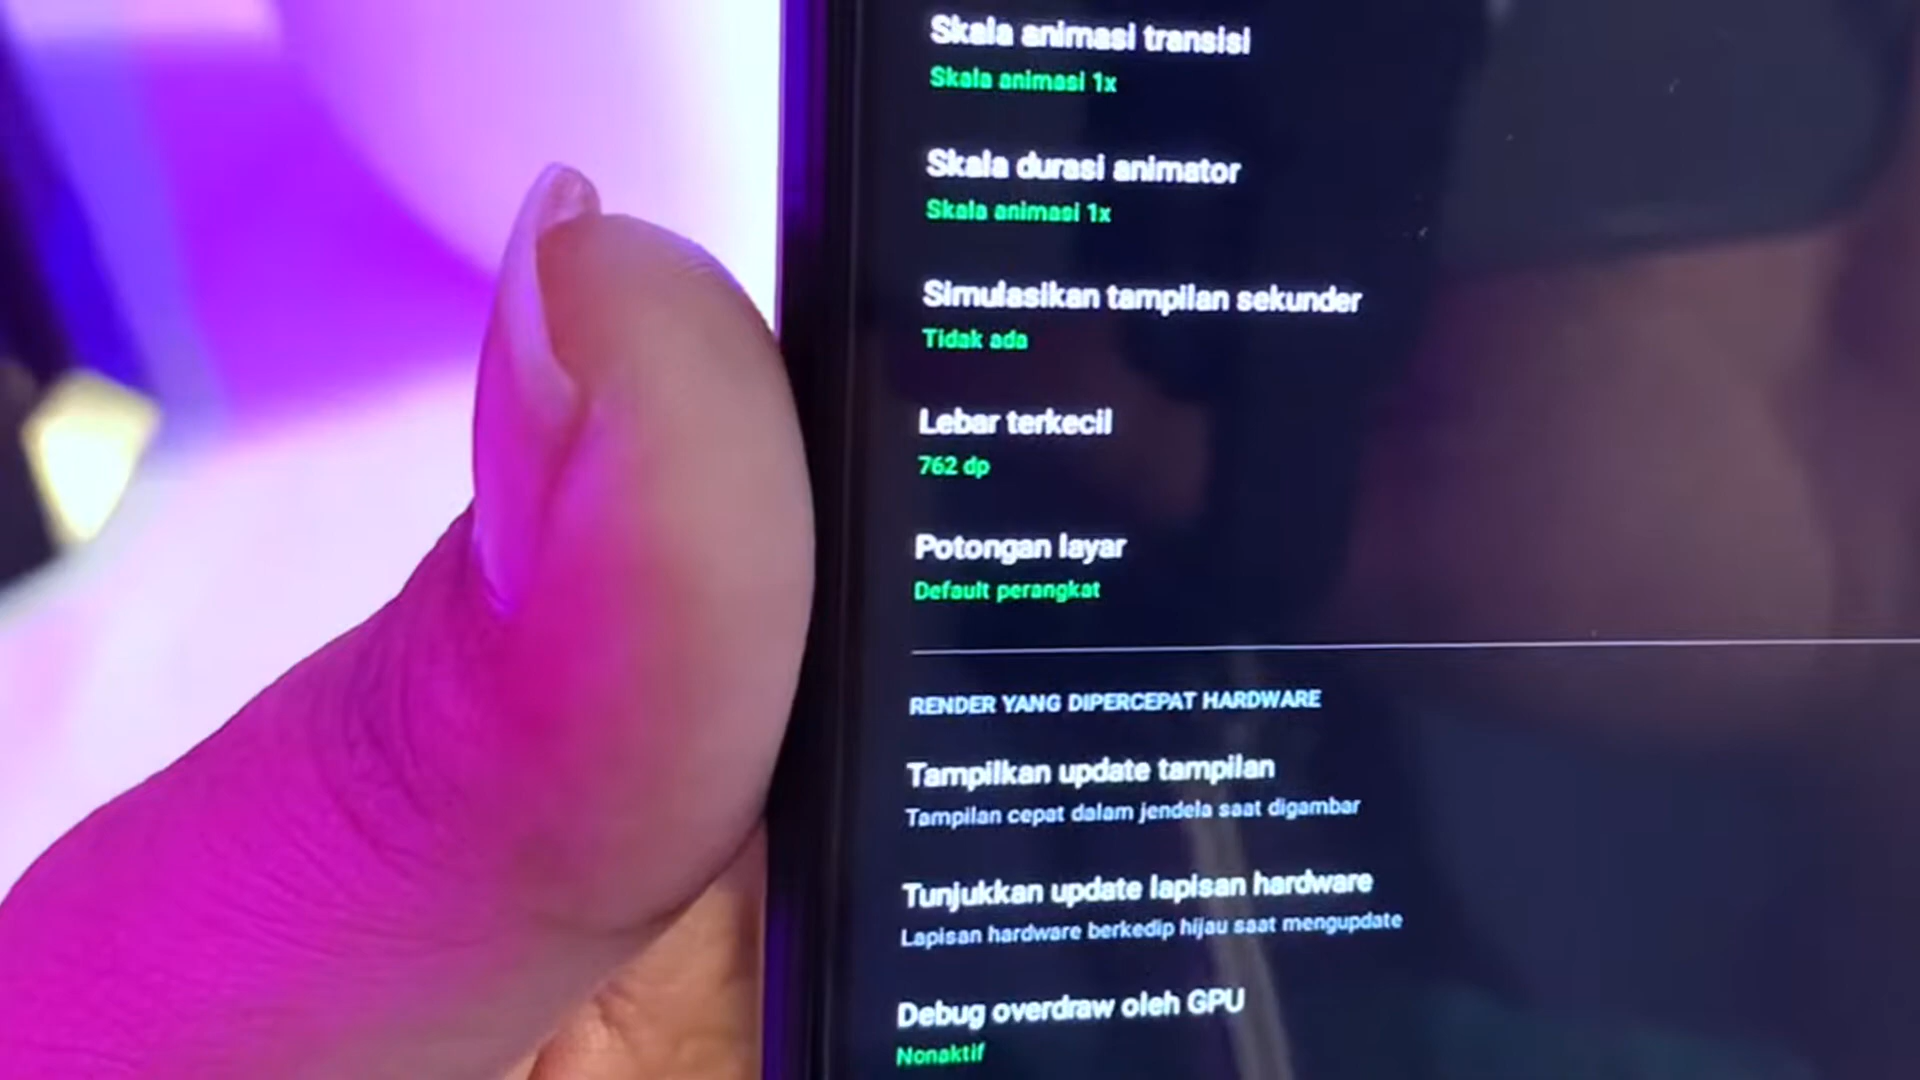 Skala animasi transisi
Skala animasi 1x
Skala durasi animator
Skala animasi 1x
Simulasikan tampilan sekunder
Tidak ada
Lebar terkecil
762 dp
Potongan layar
Default perangkat
RENDER YANG DIPERCEPAT HARDWARE
Tampilkan update tampilan
Tampilan cepat dalam jendela saat digambar
Tunjukkan update lapisan hardware
Lapisan hardware berkedip hijau saat mengupdate
Debug overdraw oleh GPU
Nonaktif